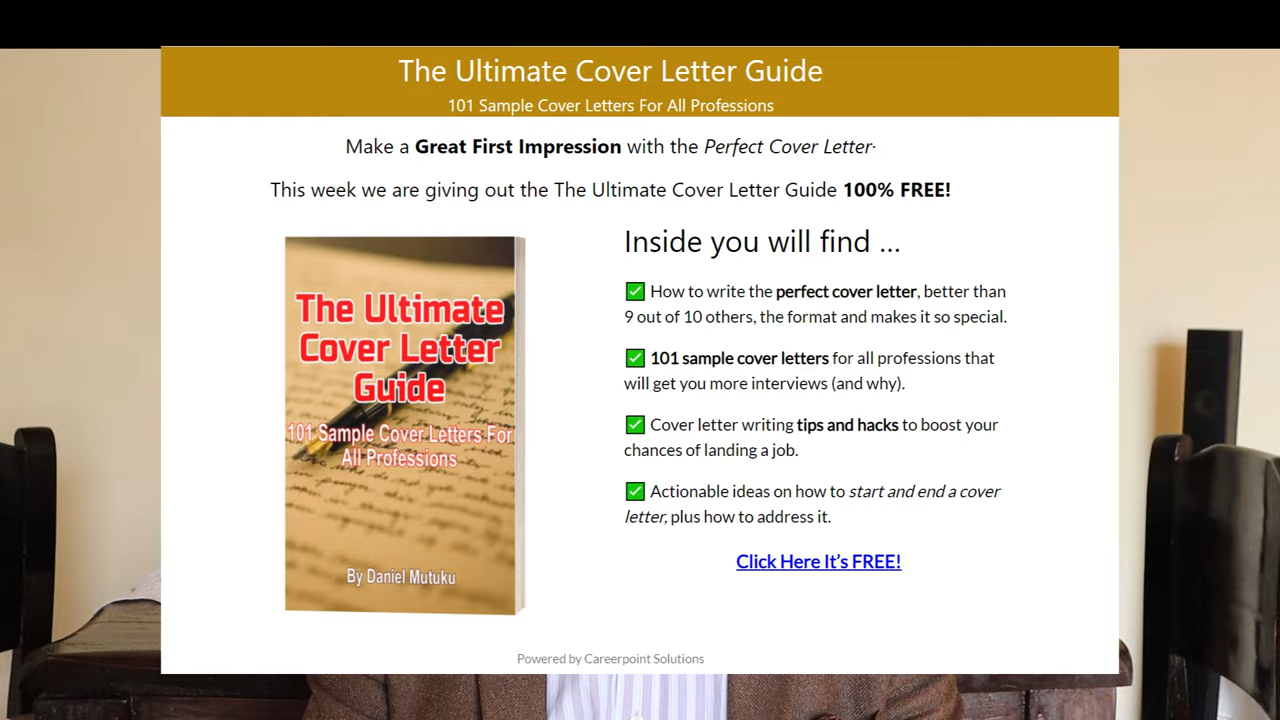 The Ultimate Cover Letter Guide
101 Sample Cover Letters For All Professions
Make a Great First Impression with the Perfect Cover Letter.
This week we are giving out the The Ultimate Cover Letter Guide 100% FREE!
The Ultimate
Cover Letter
Guide
101 Sample Cover Letters For
All Professions
By Daniel Mutuku
Inside you will find ...
✅ How to write the perfect cover letter, better than
9 out of 10 others, the format and makes it so special.
✅ 101 sample cover letters for all professions that
will get you more interviews (and why).
✅ Cover letter writing tips and hacks to boost your
chances of landing a job.
✅ Actionable ideas on how to start and end a cover
letter, plus how to address it.
Click Here It's FREE!
Powered by Careerpoint Solutions